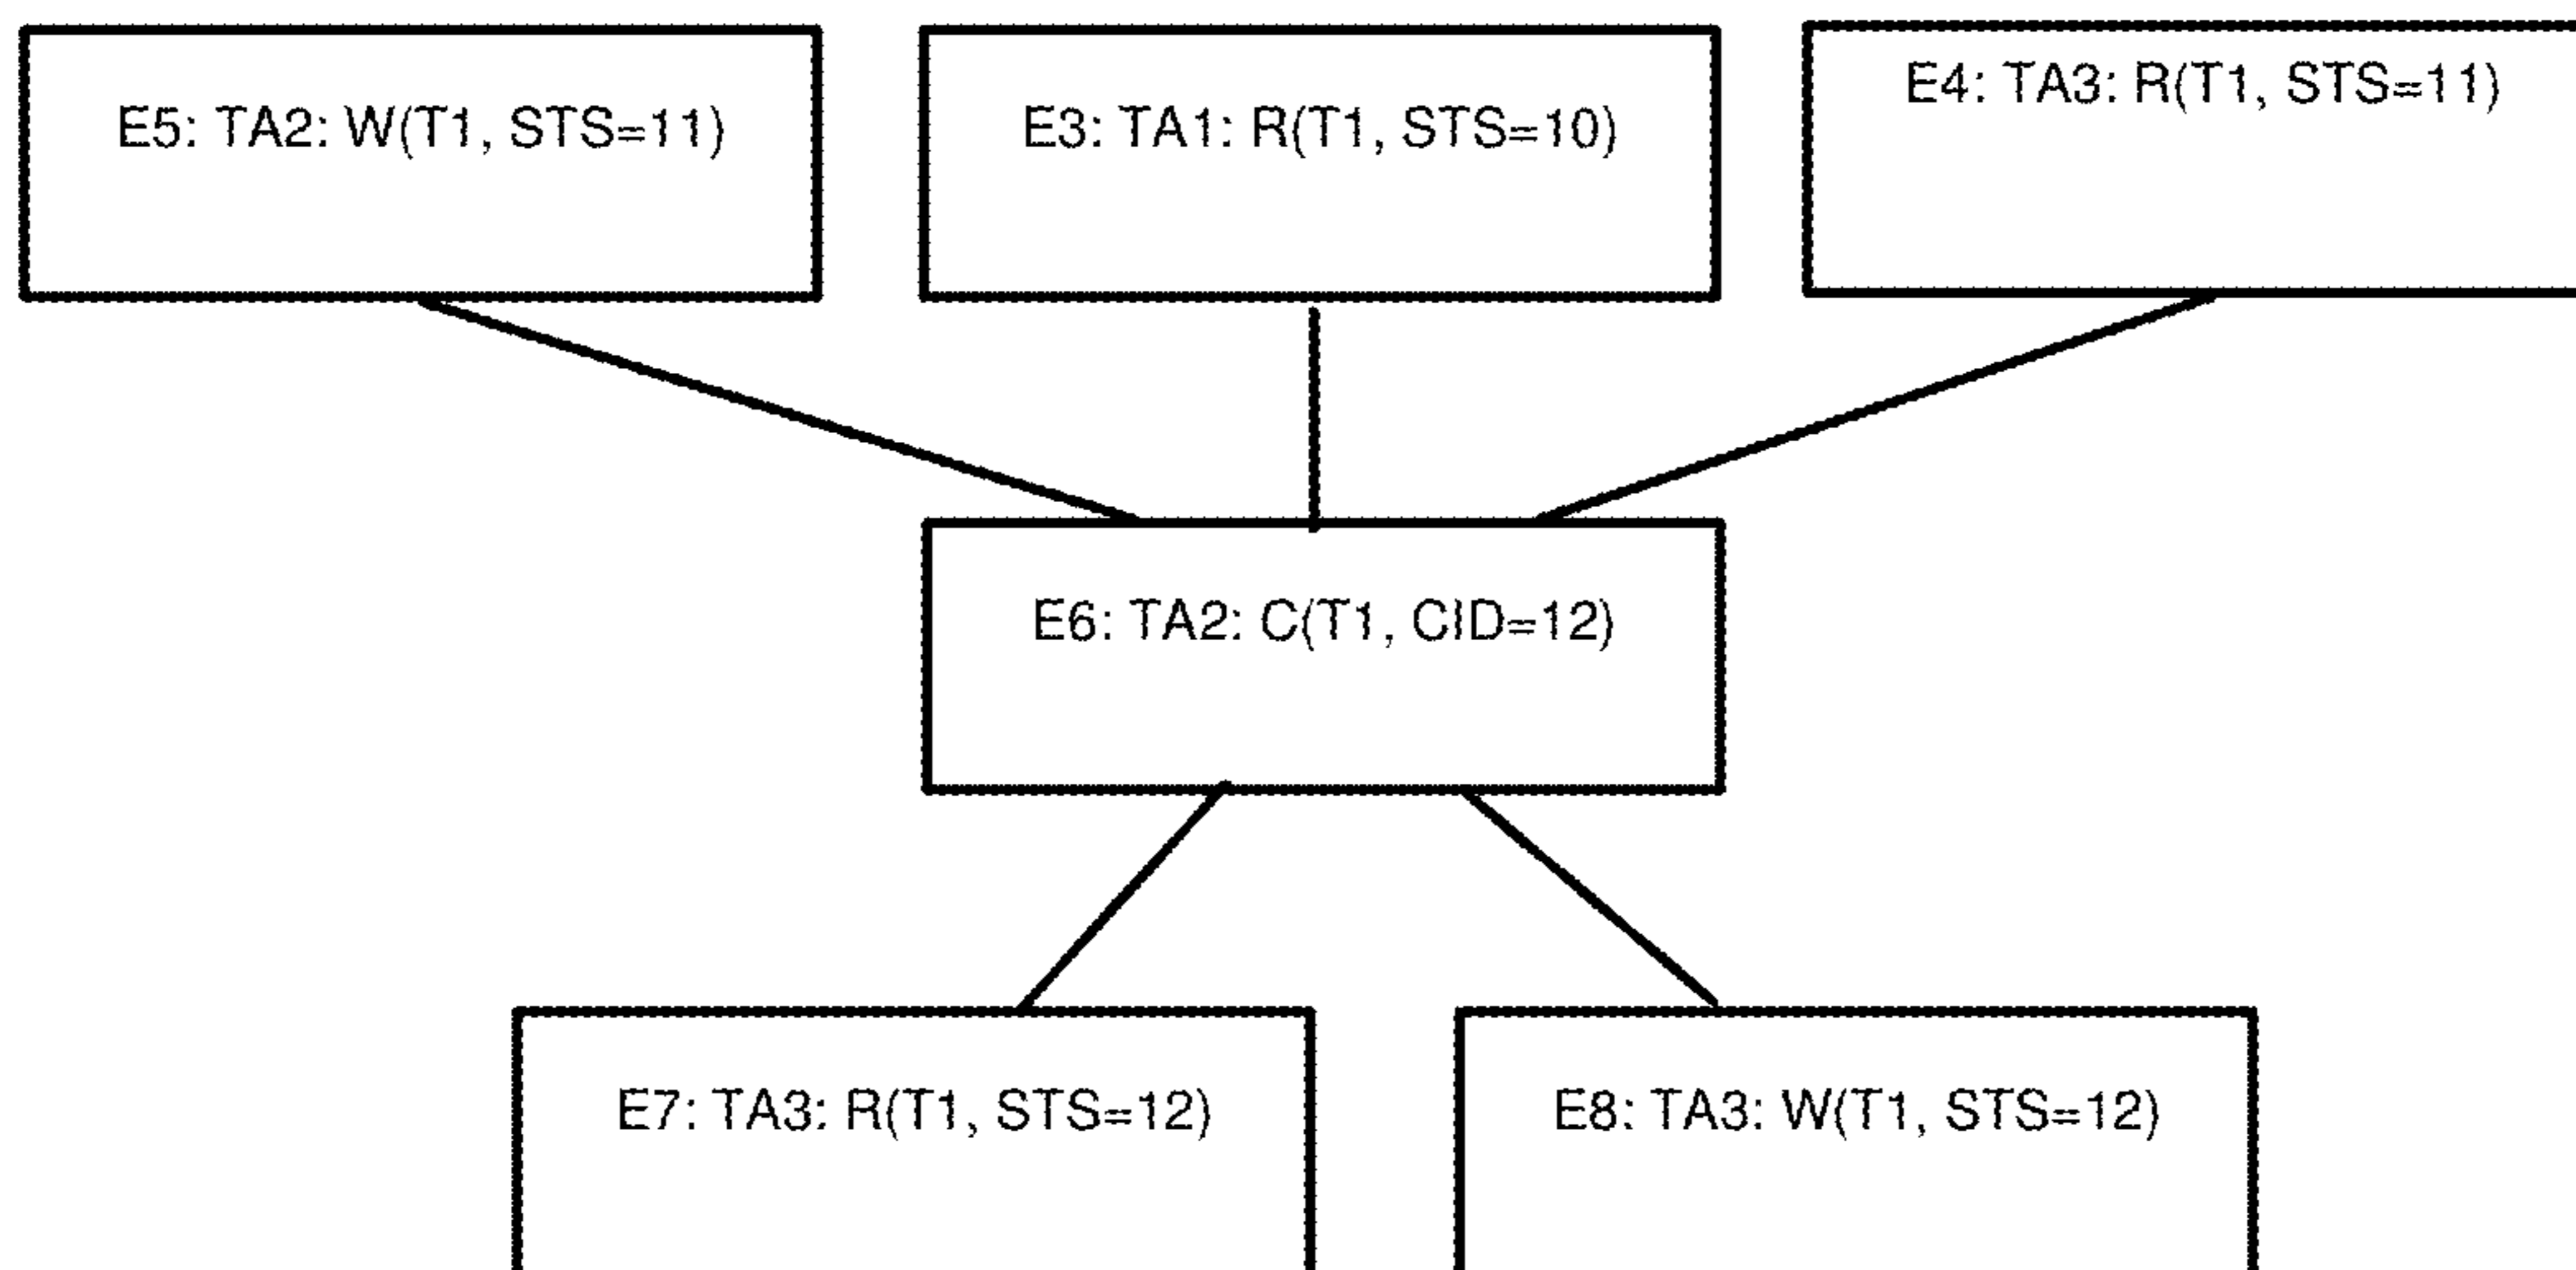 E5: TA2: W(T1, STS=11)
E3: TA1: R(T1, STS=10)
E4: TA3: R(T1, STS=11)
E6: TA2: C(T1, CID=12)
E7: TA3: R(T1, STS=12)
E8: TA3: W(T1, STS=12)